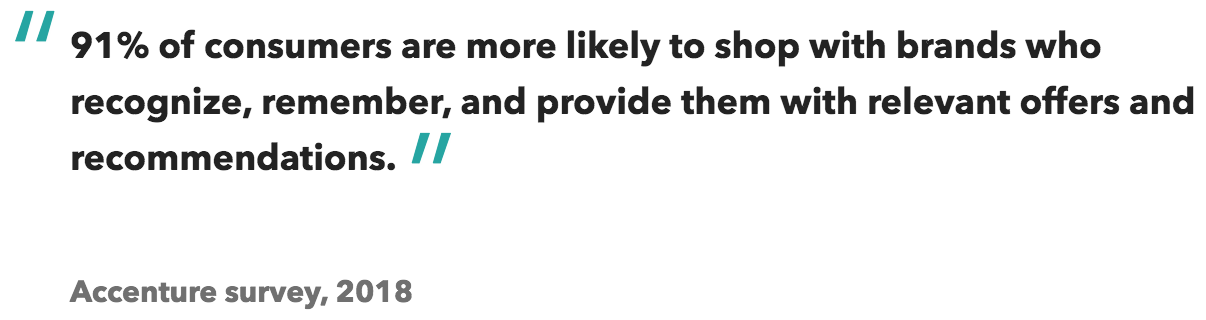 " 91% of consumers are more likely to shop with brands who
recognize, remember, and provide them with relevant offers and
recommendations. "
Accenture survey, 2018